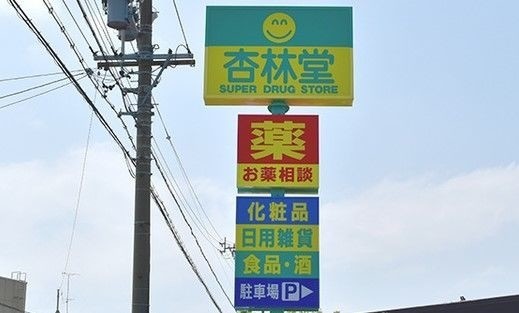 杏林堂
SUPER DRUG STORE
薬
お薬相談
化粧品
日用雑貨
食品・酒
駐車場 P